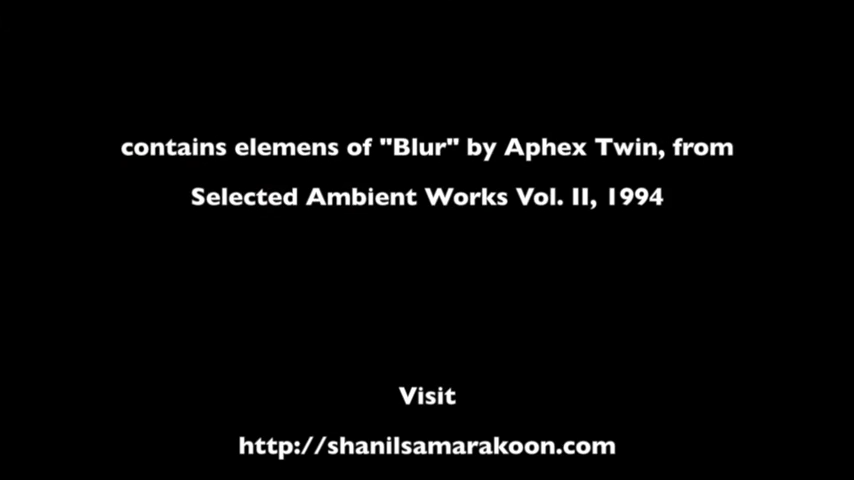 contains elemens of "Blur" by Aphex Twin, from
Selected Ambient Works Vol. II, 1994
Visit
http://shanilsamarakoon.com